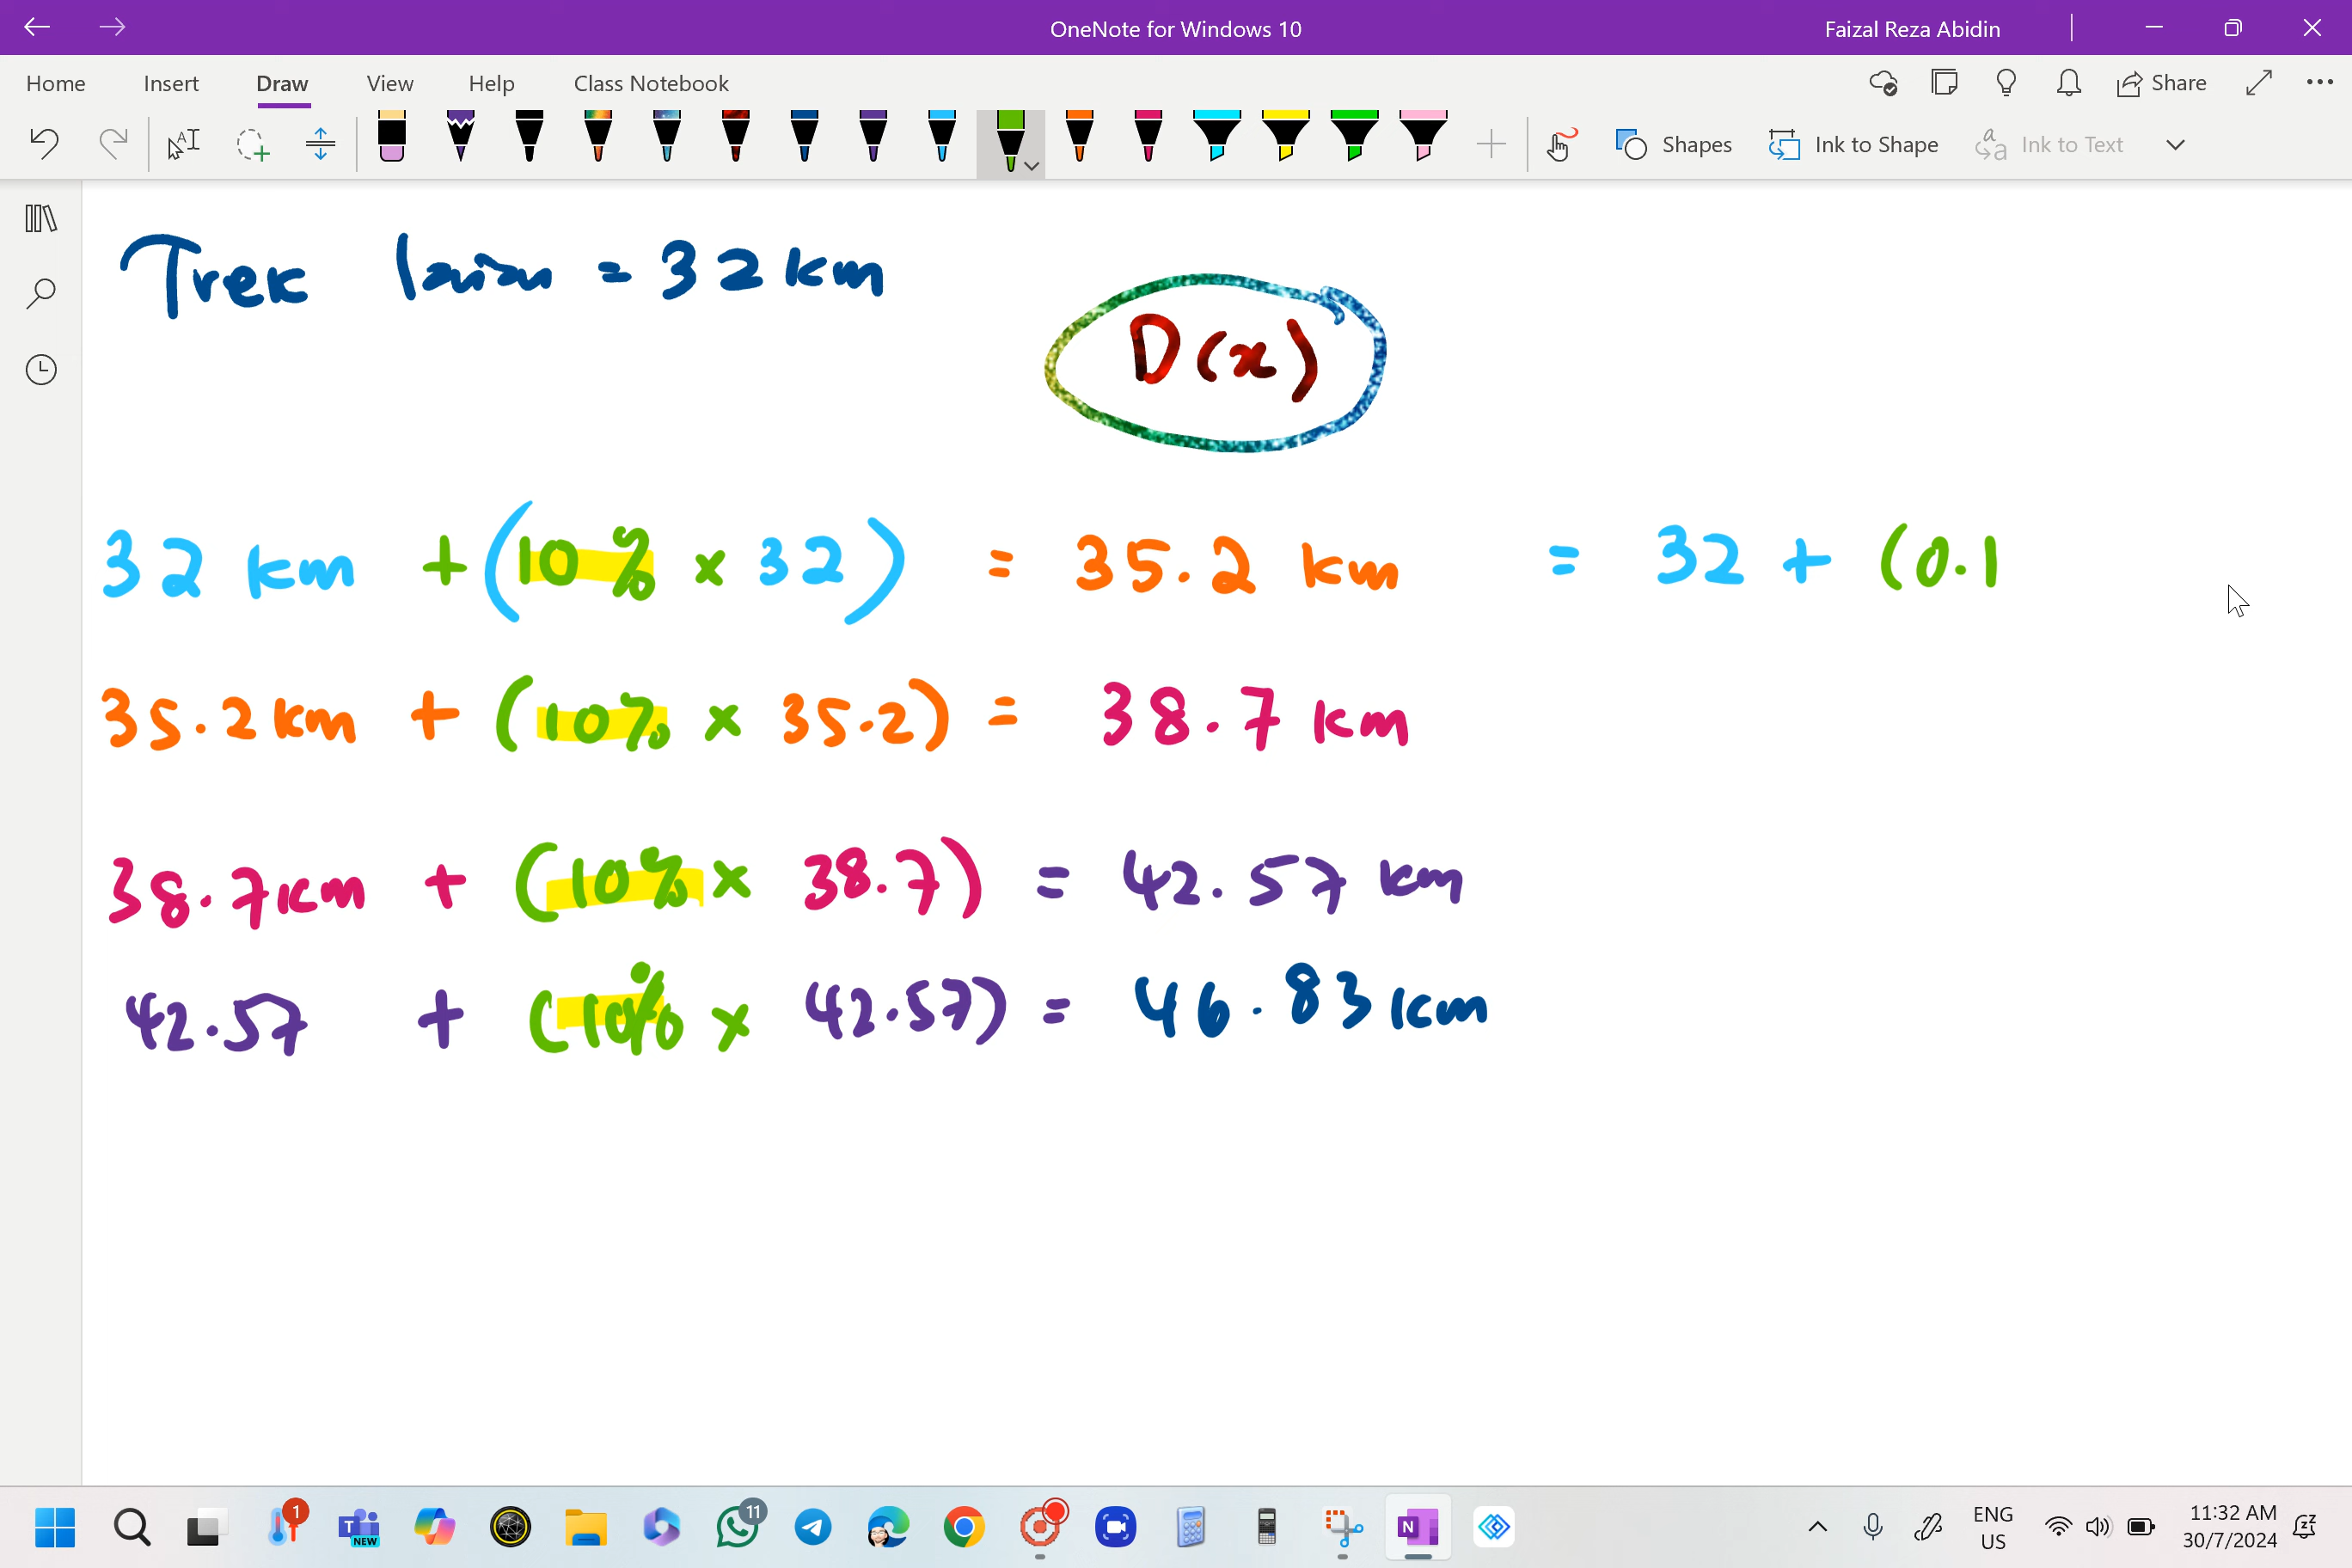 OneNote for Windows 10 Faizal Reza Abidin
Home Insert Draw View Help Class Notebook Share
Shapes Ink to Shape Ink to Text
Trek larian = 32 km
D(x)
32 km + (10% × 32) = 35.2 km = 32 + (0.1
35.2 km + (10% × 35.2) = 38.7 km
38.7 km + (10% × 38.7) = 42.57 km
42.57 + (10% × 42.57) = 46.83 km
1 NEW 11 ENG US 11:32 AM 30/7/2024